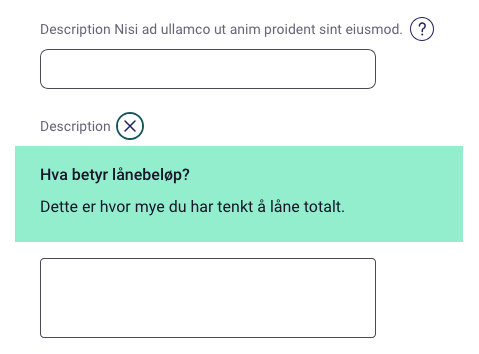 Description Nisi ad ullamco ut anim proident sint eiusmod. ?
Description
Hva betyr lånebeløp?
Dette er hvor mye du har tenkt å låne totalt.